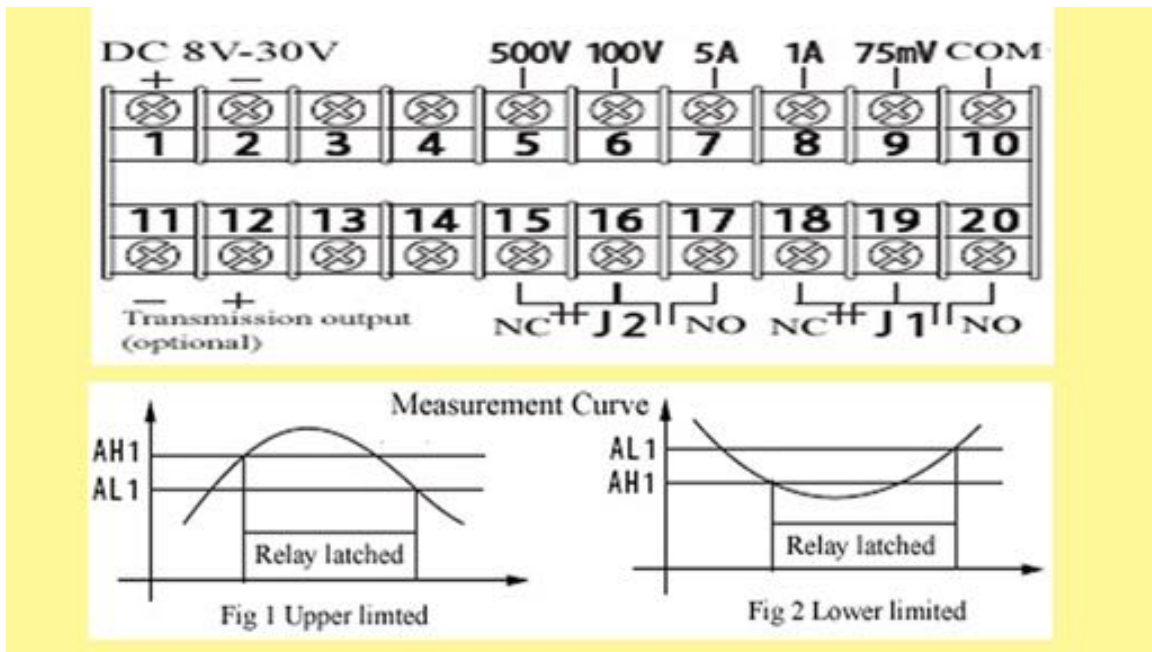 DC 8V-30V 500V 100V 5A 1A 75mV COM
+ −
1 2 3 4 5 6 7 8 9 10
11 12 13 14 15 16 17 18 19 20
− +
Transmission output
(optional)
NC J2 NO NC J1 NO
Measurement Curve
AH1
AL1
Relay latched
Fig 1 Upper limted
AL1
AH1
Relay latched
Fig 2 Lower limited